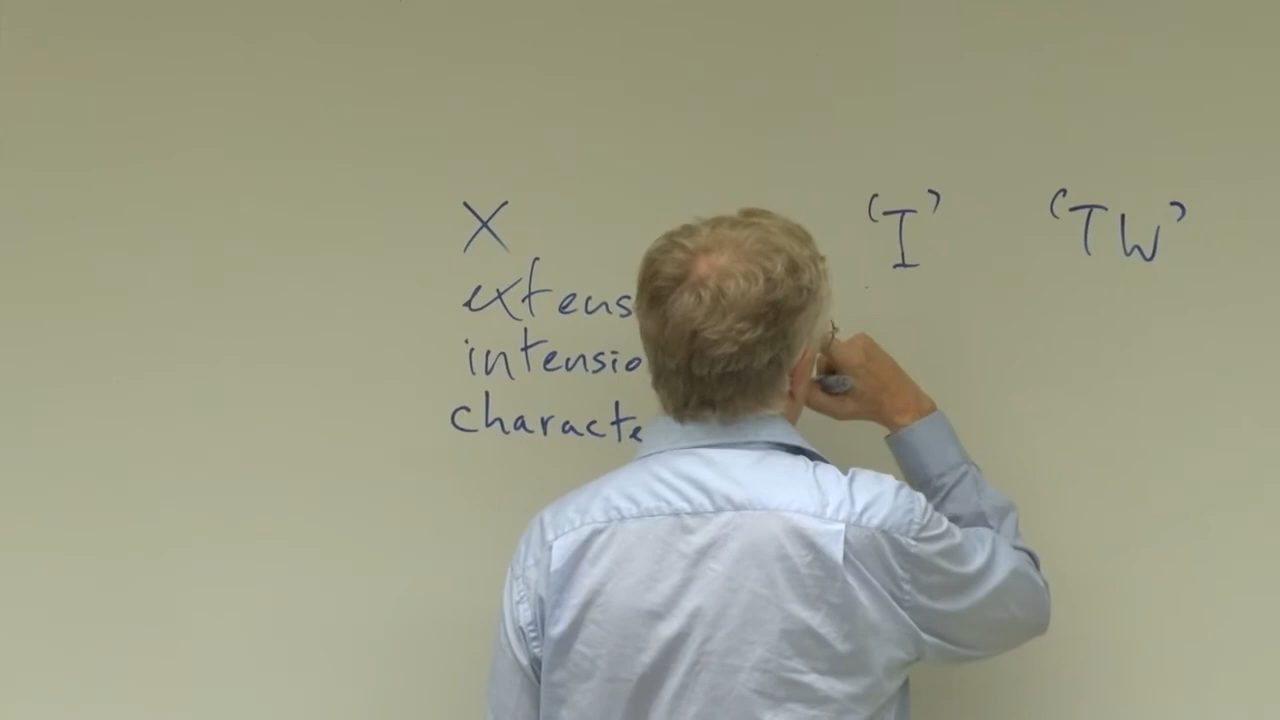 X ‘I’ ‘TW’
extens
intensio
characte